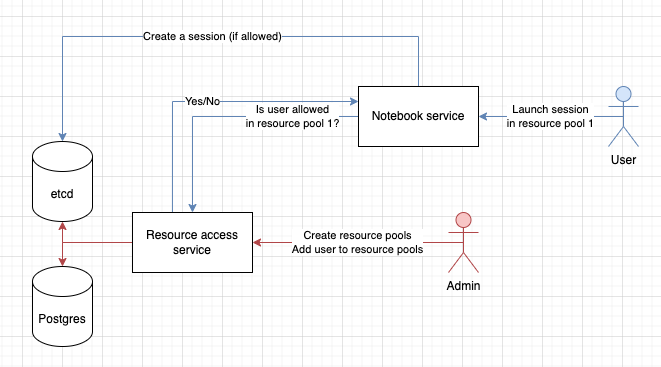 Create a session (if allowed)
Yes/No
Is user allowed
in resource pool 1?
Notebook service
Launch session
in resource pool 1
User
etcd
Resource access
service
Create resource pools
Add user to resource pools
Admin
Postgres